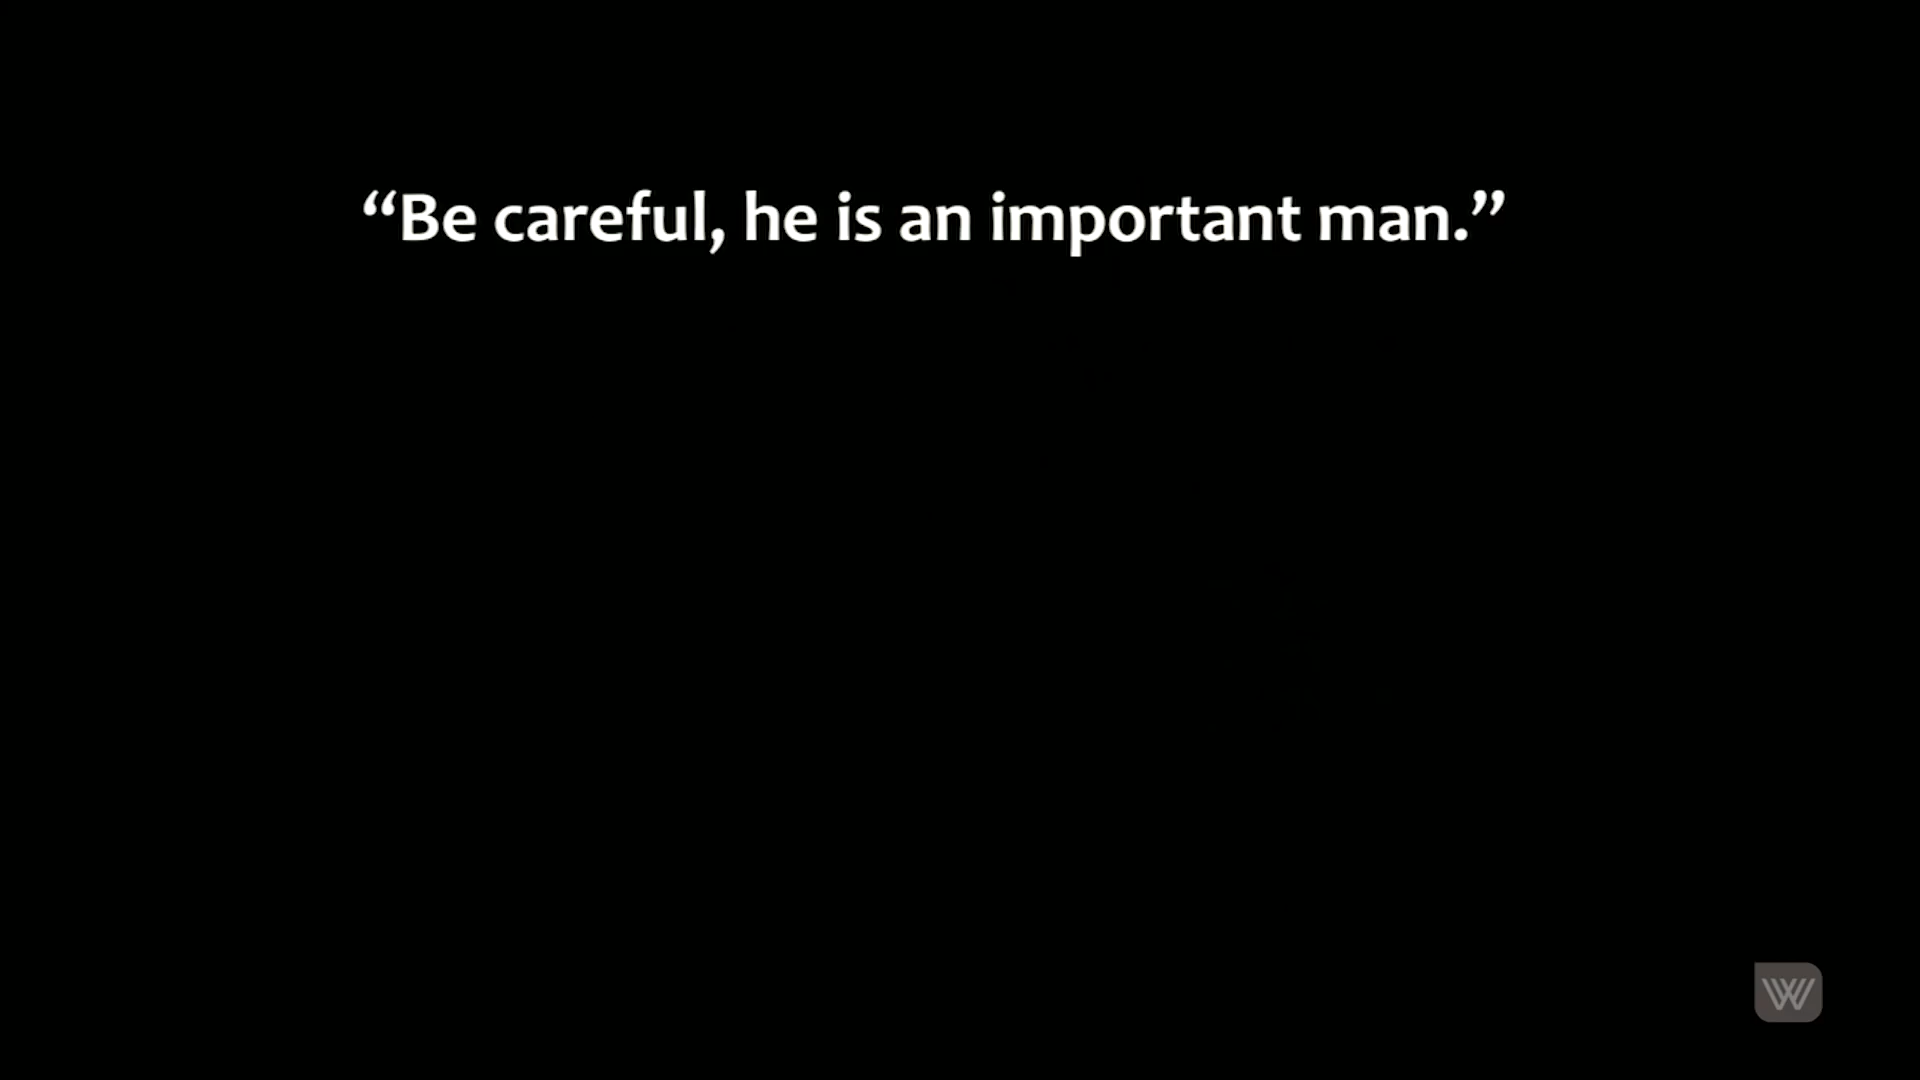 “Be careful, he is an important man.”
W